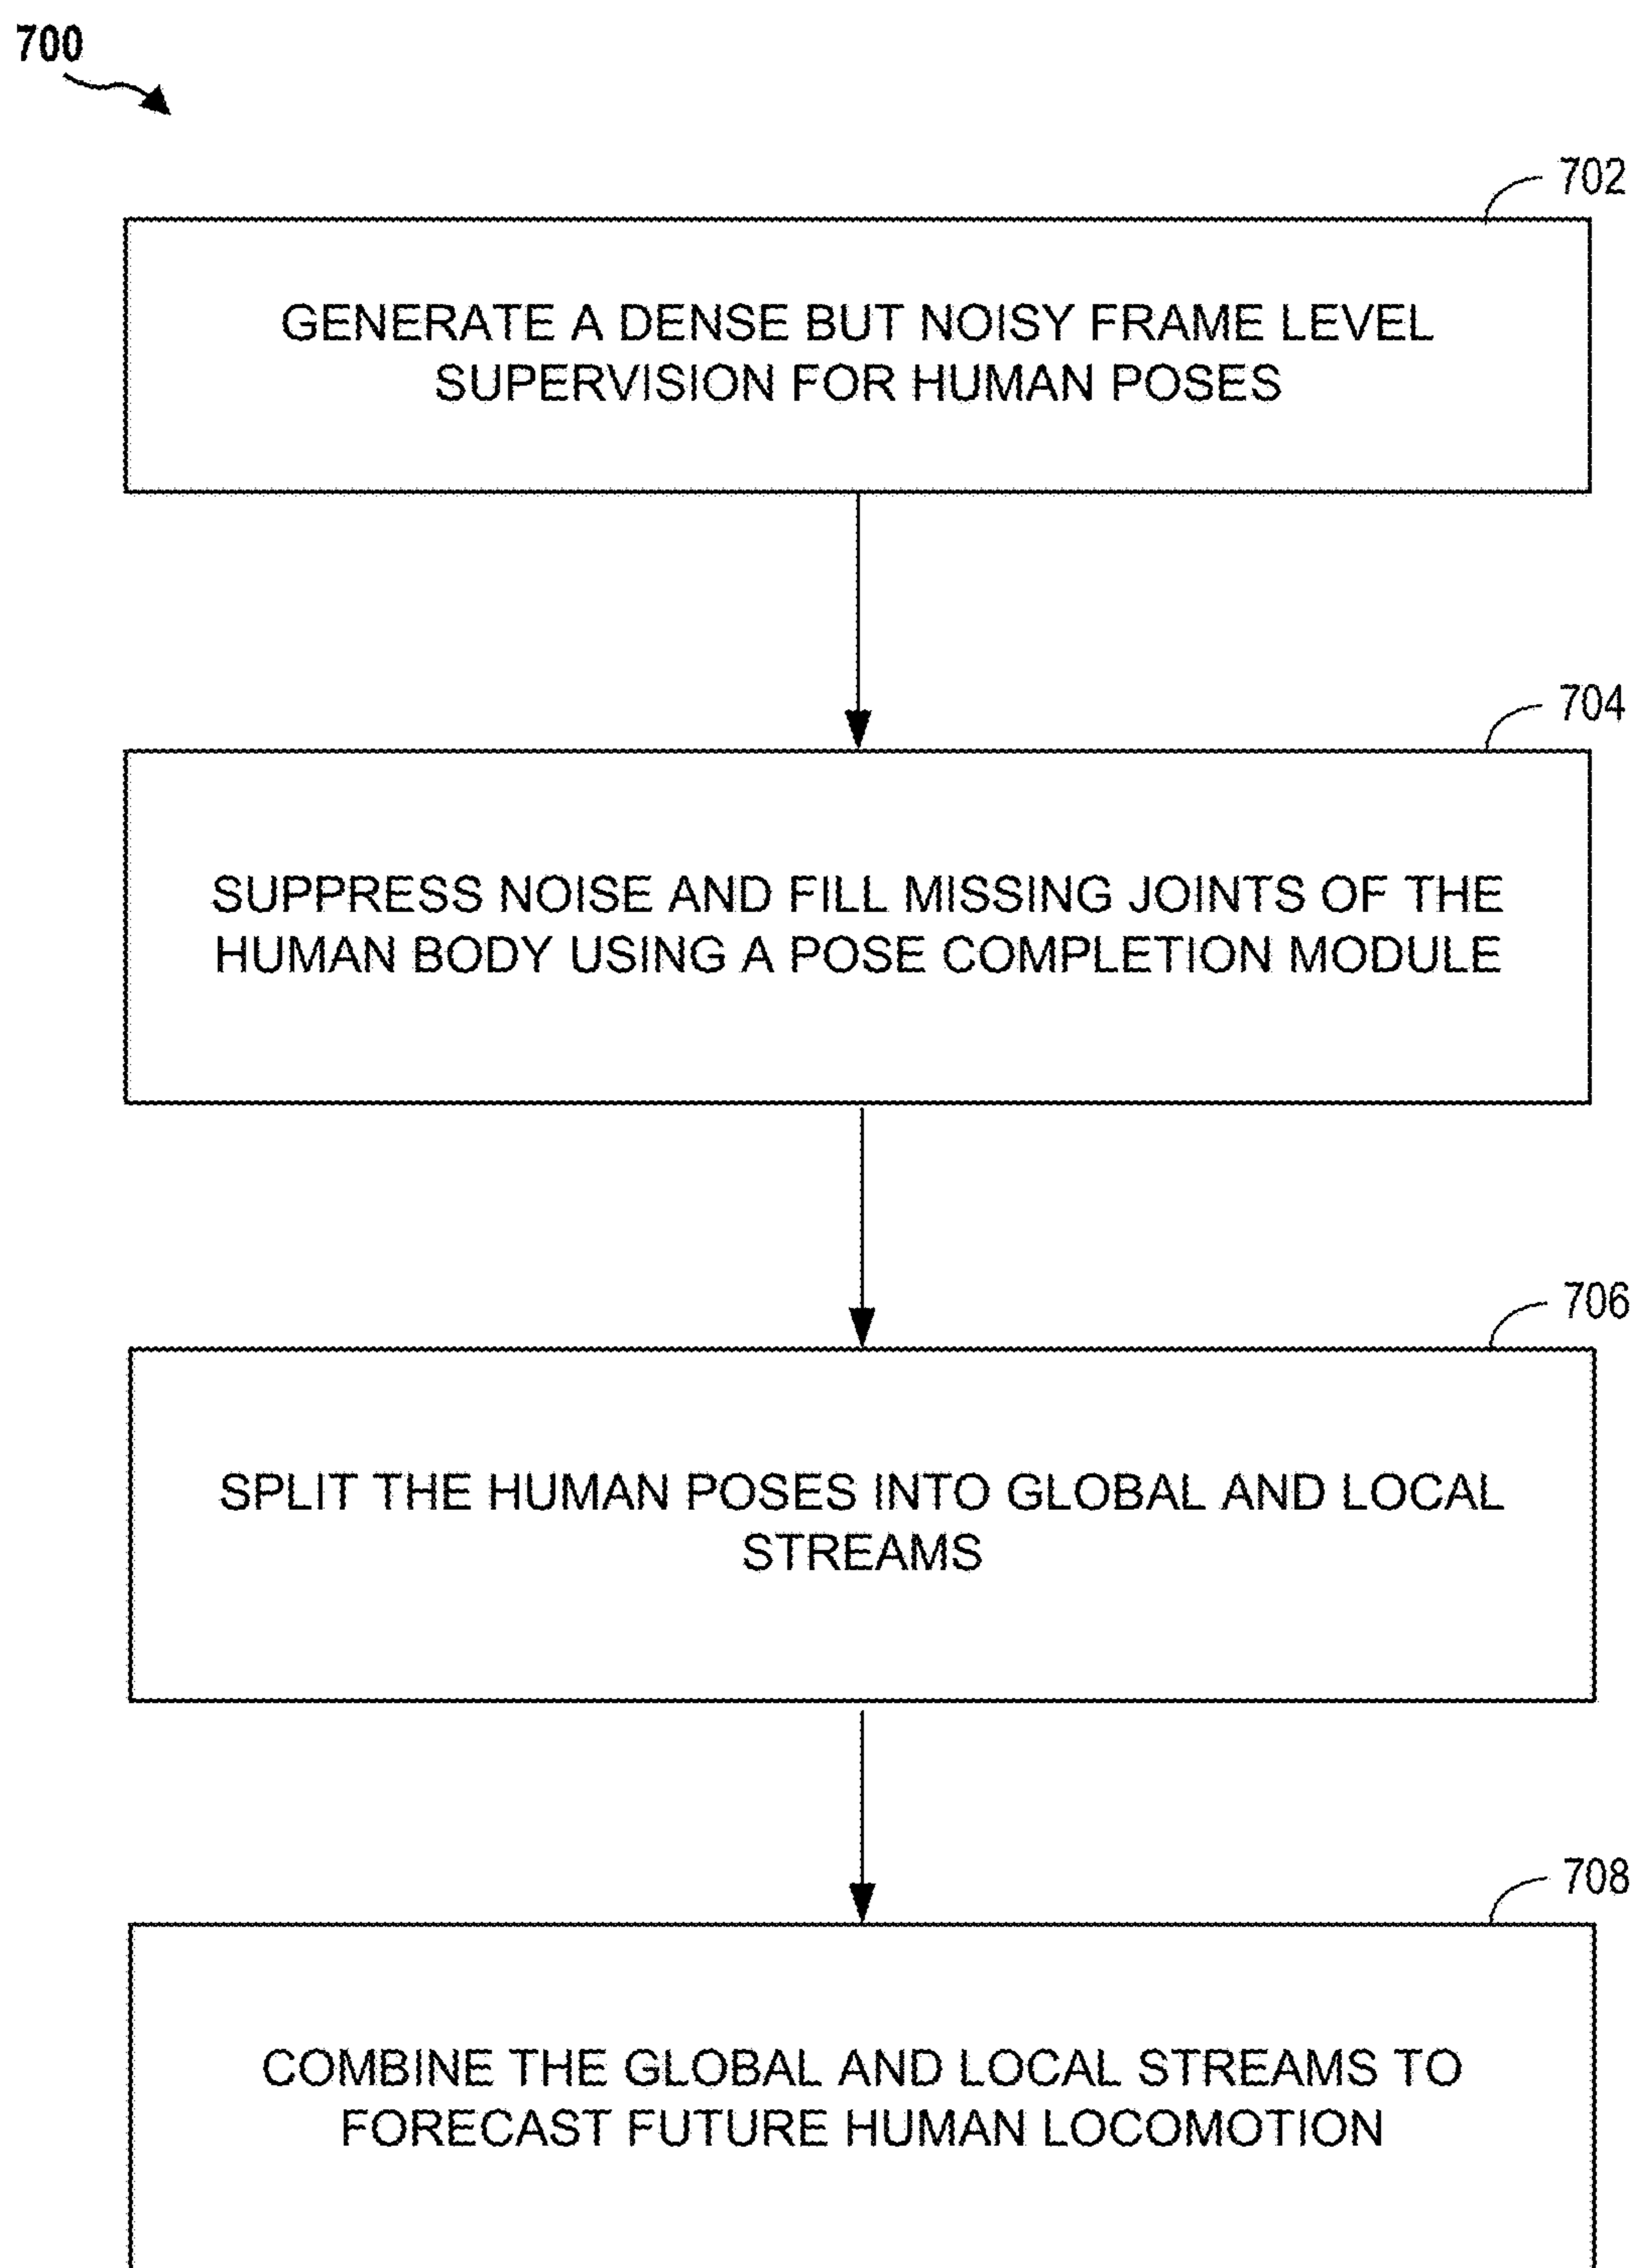 700
702
GENERATE A DENSE BUT NOISY FRAME LEVEL
SUPERVISION FOR HUMAN POSES
704
SUPPRESS NOISE AND FILL MISSING JOINTS OF THE
HUMAN BODY USING A POSE COMPLETION MODULE
706
SPLIT THE HUMAN POSES INTO GLOBAL AND LOCAL
STREAMS
708
COMBINE THE GLOBAL AND LOCAL STREAMS TO
FORECAST FUTURE HUMAN LOCOMOTION